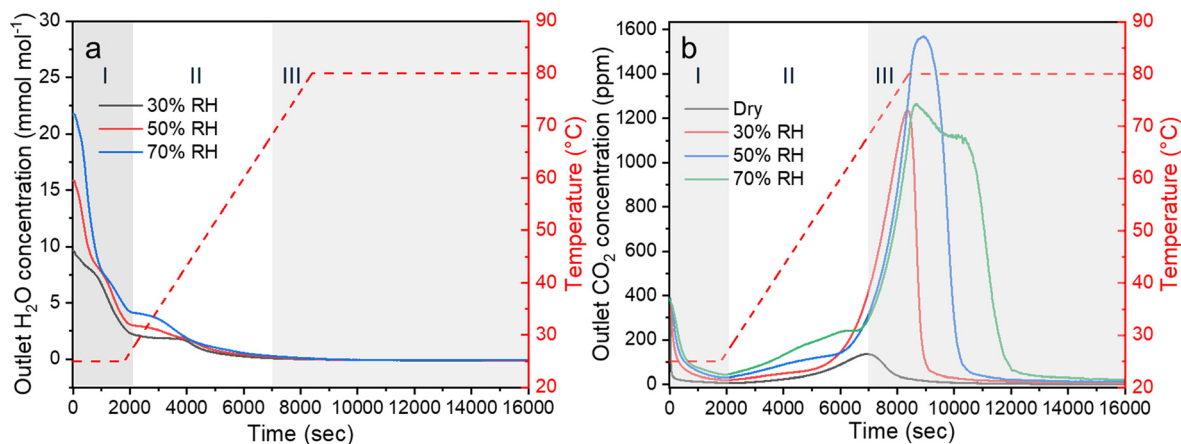 a
I II III
30% RH
50% RH
70% RH
Outlet H₂O concentration (mmol mol⁻¹)
30
25
20
15
10
5
0
0 2000 4000 6000 8000 10000 12000 14000 16000
Time (sec)
90
80
70
60
50
40
30
20
Temperature (°C)
b
I II III
Dry
30% RH
50% RH
70% RH
Outlet CO₂ concentration (ppm)
1600
1400
1200
1000
800
600
400
200
0
0 2000 4000 6000 8000 10000 12000 14000 16000
Time (sec)
90
80
70
60
50
40
30
20
Temperature (°C)